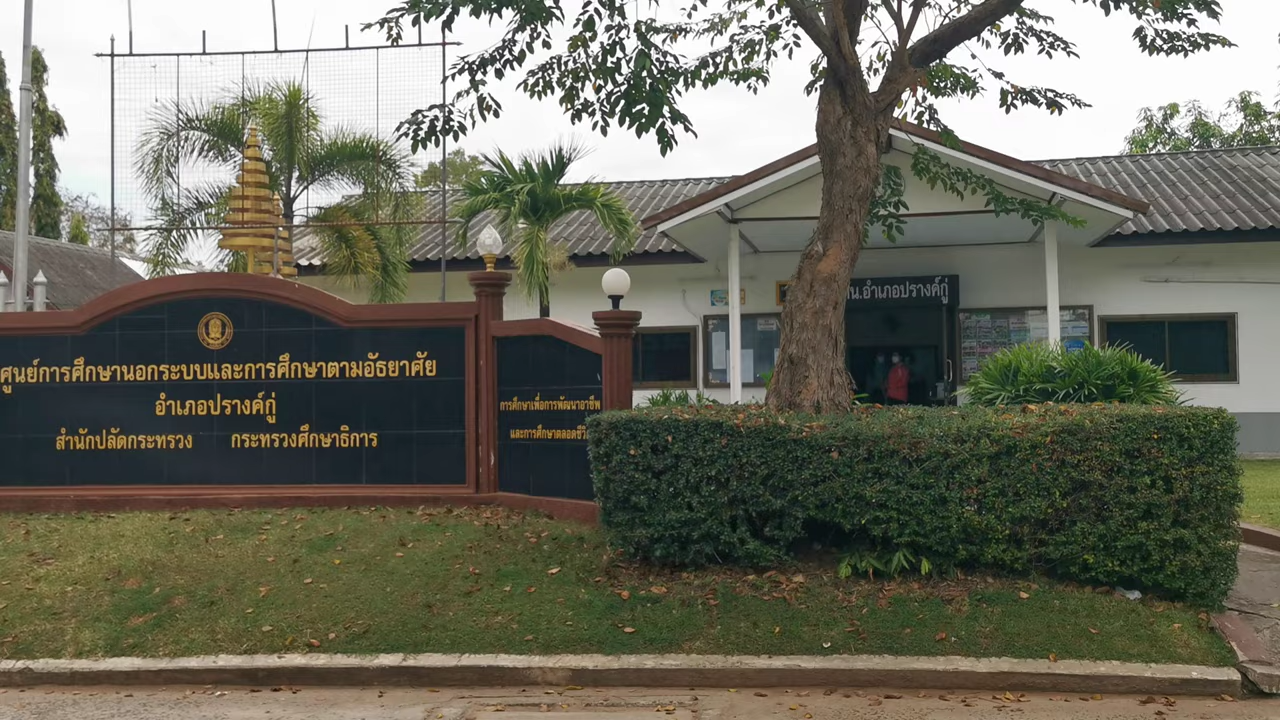 ศูนย์การศึกษานอกระบบและการศึกษาตามอัธยาศัย
อำเภอปรางค์กู่
สำนักปลัดกระทรวง กระทรวงศึกษาธิการ
การศึกษาเพื่อการพัฒนาอาชีพ
และการศึกษาตลอดชีวิต
อำเภอปรางค์กู่